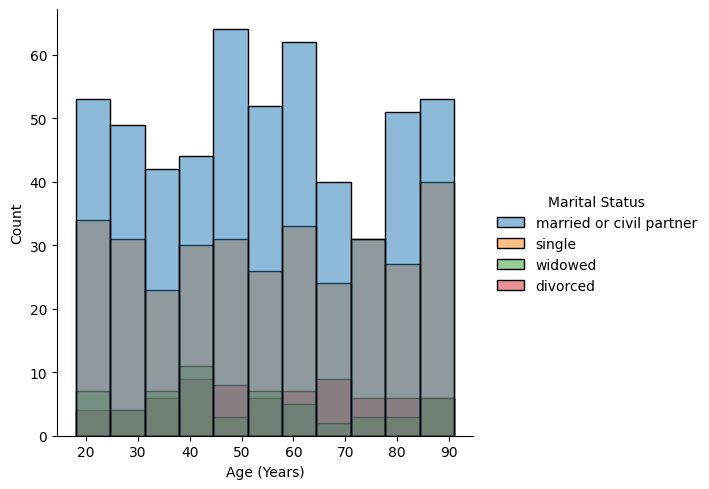 60
50
40
30
20
10
0
Count
20 30 40 50 60 70 80 90
Age (Years)
Marital Status
married or civil partner
single
widowed
divorced